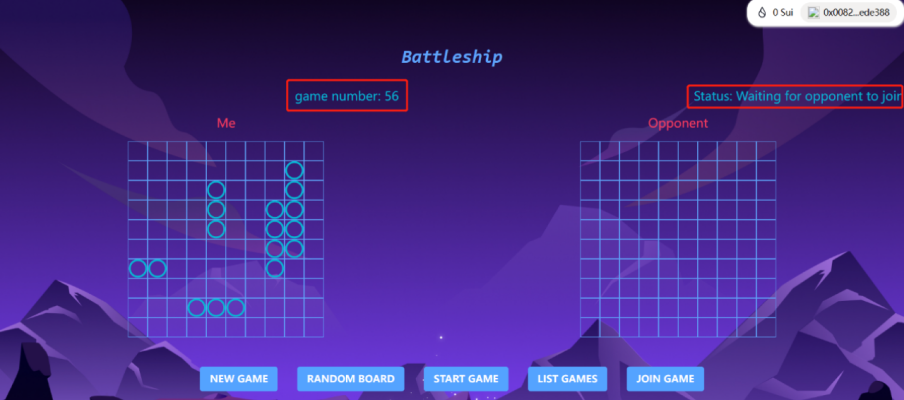 0 Sui
0x0082...ede388
Battleship
game number: 56
Status: Waiting for opponent to join
Me
Opponent
NEW GAME
RANDOM BOARD
START GAME
LIST GAMES
JOIN GAME